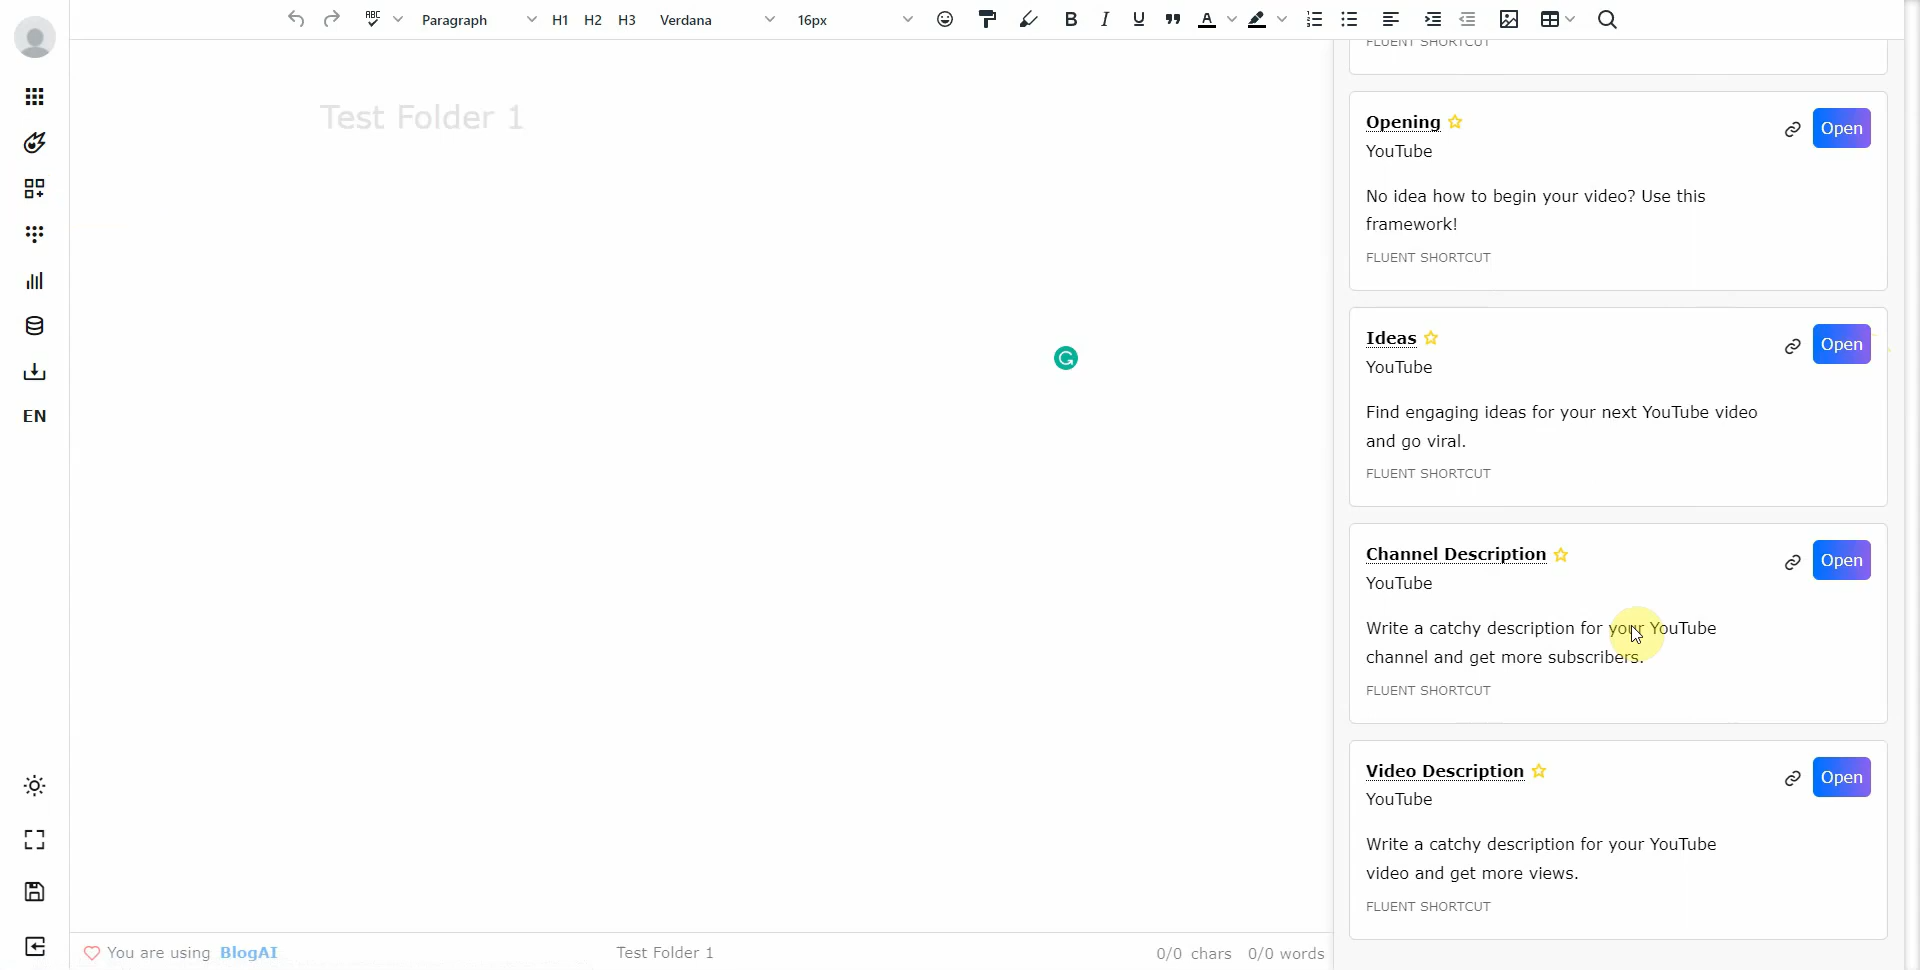 ABC Paragraph H1 H2 H3 Verdana 16px B I U A
FLUENT SHORTCUT
Test Folder 1
Opening
Open
YouTube
No idea how to begin your video? Use this
framework!
FLUENT SHORTCUT
Ideas
Open
YouTube
Find engaging ideas for your next YouTube video
and go viral.
FLUENT SHORTCUT
EN
Channel Description
Open
YouTube
Write a catchy description for your YouTube
channel and get more subscribers.
FLUENT SHORTCUT
Video Description
Open
YouTube
Write a catchy description for your YouTube
video and get more views.
FLUENT SHORTCUT
You are using BlogAI
Test Folder 1
0/0 chars 0/0 words